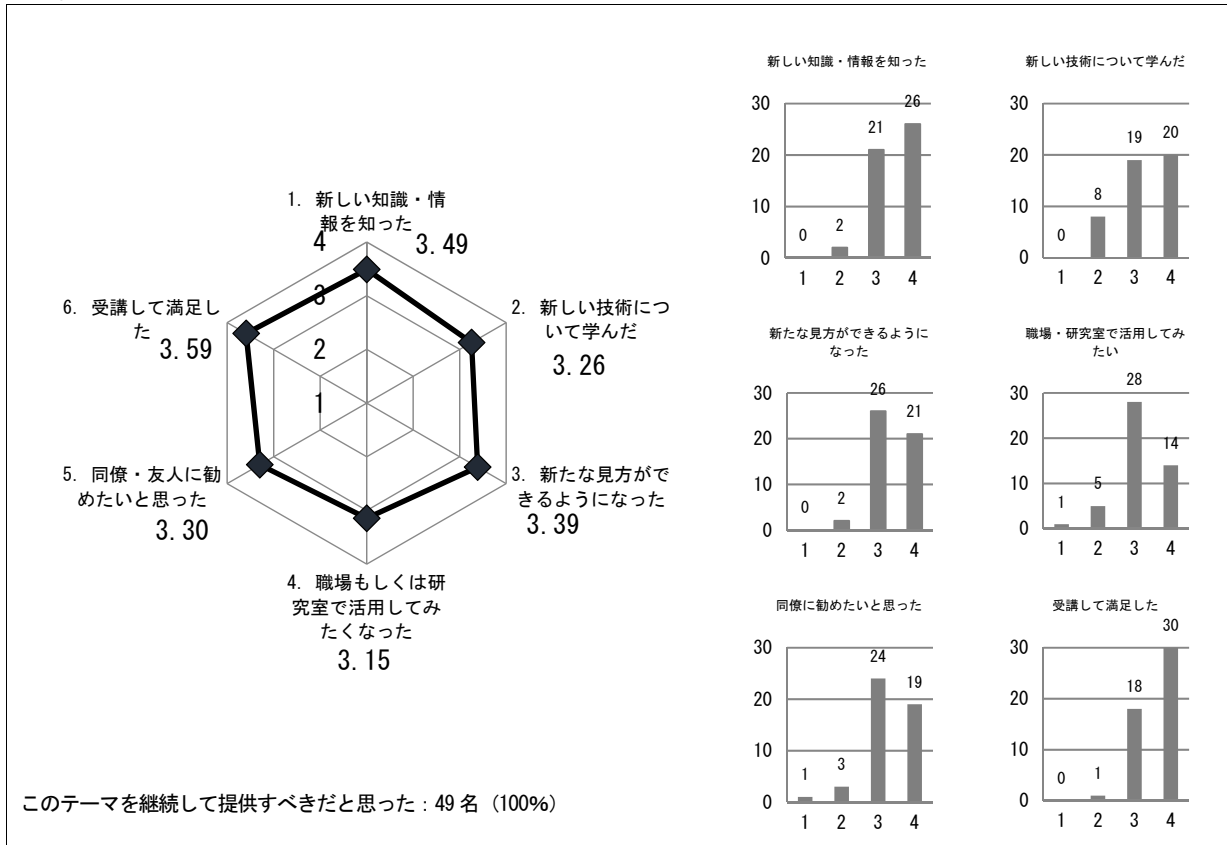 1. 新しい知識・情
報を知った
3.49
4
3
2
1
2. 新しい技術につ
いて学んだ
3.26
3. 新たな見方がで
きるようになった
3.39
4. 職場もしくは研
究室で活用してみ
たくなった
3.15
5. 同僚・友人に勧
めたいと思った
3.30
6. 受講して満足し
た
3.59
このテーマを継続して提供すべきだと思った：49名（100%）
新しい知識・情報を知った
30
20
10
0
0
2
21
26
1 2 3 4
新しい技術について学んだ
30
20
10
0
0
8
19
20
1 2 3 4
新たな見方ができるように
なった
30
20
10
0
0
2
26
21
1 2 3 4
職場・研究室で活用してみ
たい
30
20
10
0
1
5
28
14
1 2 3 4
同僚に勧めたいと思った
30
20
10
0
1
3
24
19
1 2 3 4
受講して満足した
30
20
10
0
0
1
18
30
1 2 3 4